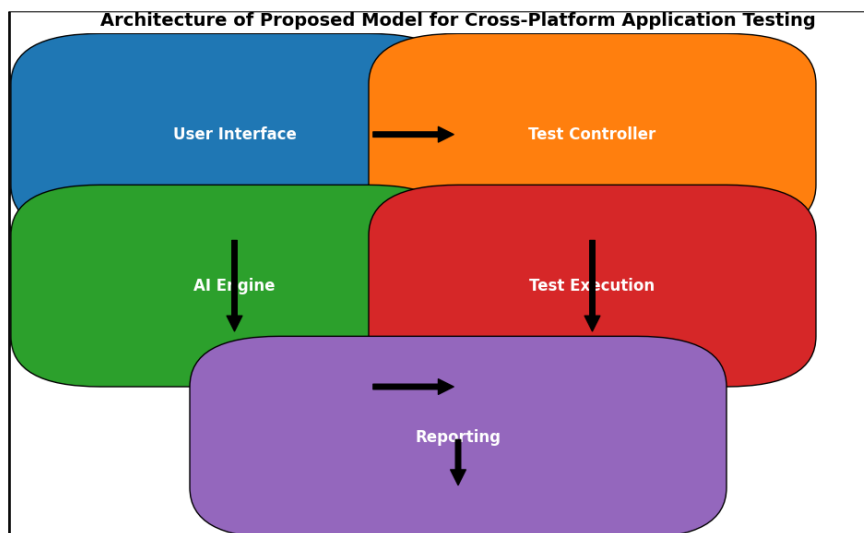 Architecture of Proposed Model for Cross-Platform Application Testing
User Interface
Test Controller
AI Engine
Test Execution
Reporting